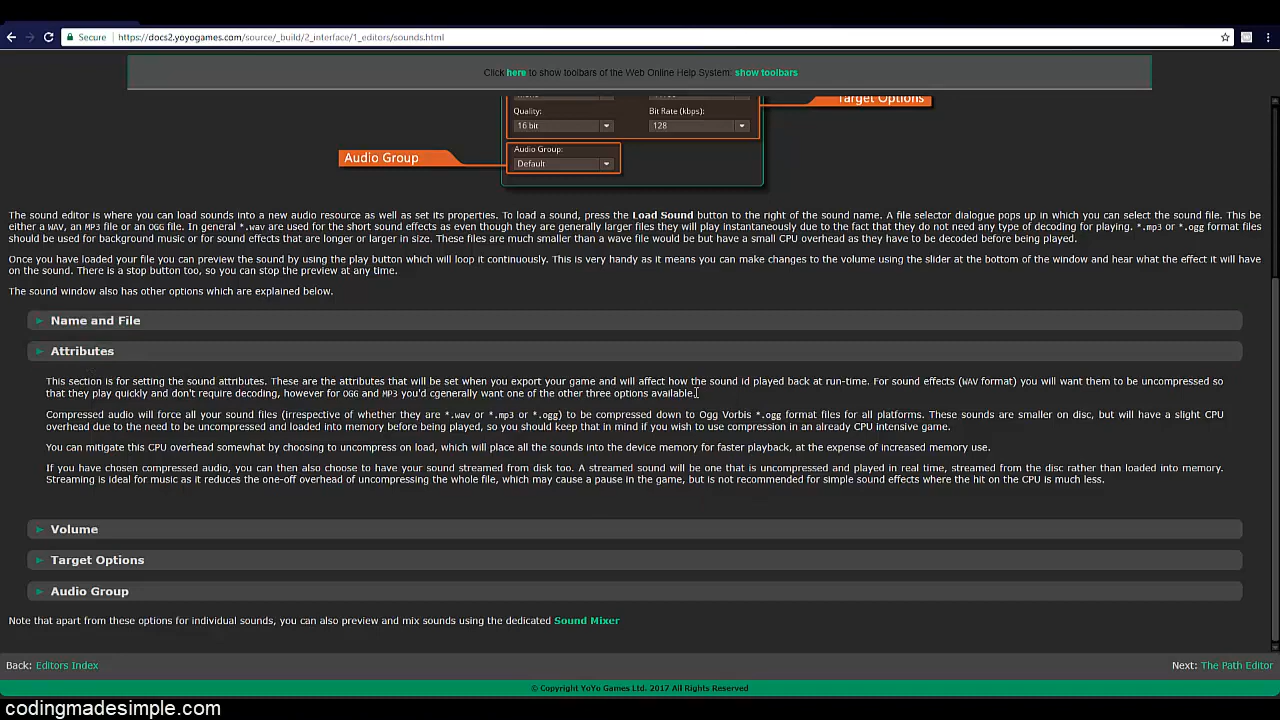 Secure https://docs2.yoyogames.com/source/_build/2_interface/1_editors/sounds.html
Click here to show toolbars of the Web Online Help System: show toolbars
Target Options
Quality: Bit Rate (kbps):
16 bit 128
Audio Group Audio Group:
Default
The sound editor is where you can load sounds into a new audio resource as well as set its properties. To load a sound, press the Load Sound button to the right of the sound name. A file selector dialogue pops up in which you can select the sound file. This be
either a WAV, an MP3 file or an OGG file. In general *.wav are used for the short sound effects as even though they are generally larger files they will play instantaneously due to the fact that they do not need any type of decoding for playing. *.mp3 or *.ogg format files
should be used for background music or for sound effects that are longer or larger in size. These files are much smaller than a wave file would be but have a small CPU overhead as they have to be decoded before being played.
Once you have loaded your file you can preview the sound by using the play button which will loop it continuously. This is very handy as it means you can make changes to the volume using the slider at the bottom of the window and hear what the effect it will have
on the sound. There is a stop button too, so you can stop the preview at any time.
The sound window also has other options which are explained below.
Name and File
Attributes
This section is for setting the sound attributes. These are the attributes that will be set when you export your game and will affect how the sound id played back at run-time. For sound effects (WAV format) you will want them to be uncompressed so
that they play quickly and don't require decoding, however for OGG and MP3 you'd cgenerally want one of the other three options available.
Compressed audio will force all your sound files (irrespective of whether they are *.wav or *.mp3 or *.ogg) to be compressed down to Ogg Vorbis *.ogg format files for all platforms. These sounds are smaller on disc, but will have a slight CPU
overhead due to the need to be uncompressed and loaded into memory before being played, so you should keep that in mind if you wish to use compression in an already CPU intensive game.
You can mitigate this CPU overhead somewhat by choosing to uncompress on load, which will place all the sounds into the device memory for faster playback, at the expense of increased memory use.
If you have chosen compressed audio, you can then also choose to have your sound streamed from disk too. A streamed sound will be one that is uncompressed and played in real time, streamed from the disc rather than loaded into memory.
Streaming is ideal for music as it reduces the one-off overhead of uncompressing the whole file, which may cause a pause in the game, but is not recommended for simple sound effects where the hit on the CPU is much less.
Volume
Target Options
Audio Group
Note that apart from these options for individual sounds, you can also preview and mix sounds using the dedicated Sound Mixer
Back: Editors Index Next: The Path Editor
© Copyright YoYo Games Ltd. 2017 All Rights Reserved
codingmadesimple.com